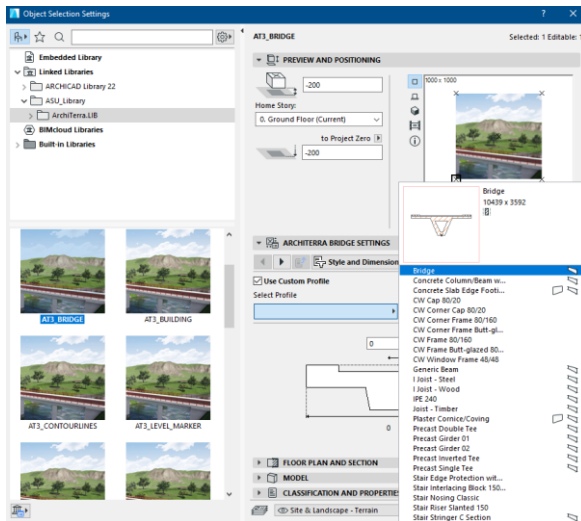 Object Selection Settings
? X
Embedded Library
Linked Libraries
ARCHICAD Library 22
ASU_Library
ArchiTerra.LIB
BIMcloud Libraries
Built-in Libraries
AT3_BRIDGE
AT3_BUILDING
AT3_CONTOURLINES
AT3_LEVEL_MARKER
AT3_BRIDGE
Selected: 1 Editable: 1
PREVIEW AND POSITIONING
-200
Home Story:
0. Ground Floor (Current)
to Project Zero
-200
1000 x 1000
ARCHITERRA BRIDGE SETTINGS
Style and Dimension
Use Custom Profile
Select Profile
0
0
FLOOR PLAN AND SECTION
MODEL
CLASSIFICATION AND PROPERTIES
Site & Landscape - Terrain
Bridge
10439 x 3592
Bridge
Concrete Column/Beam w...
Concrete Slab Edge Footi...
CW Cap 80/20
CW Corner Cap 80/20
CW Corner Frame 80/160
CW Corner Frame Butt-gl...
CW Frame 80/160
CW Frame Butt-glazed 80...
CW Window Frame 48/48
Generic Beam
I Joist - Steel
I Joist - Wood
IPE 240
Joist - Timber
Plaster Cornice/Coving
Precast Double Tee
Precast Girder 01
Precast Girder 02
Precast Inverted Tee
Precast Single Tee
Stair Edge Protection wit...
Stair Interlacing Block 150...
Stair Nosing Classic
Stair Riser Slanted 150
Stair Stringer C Section